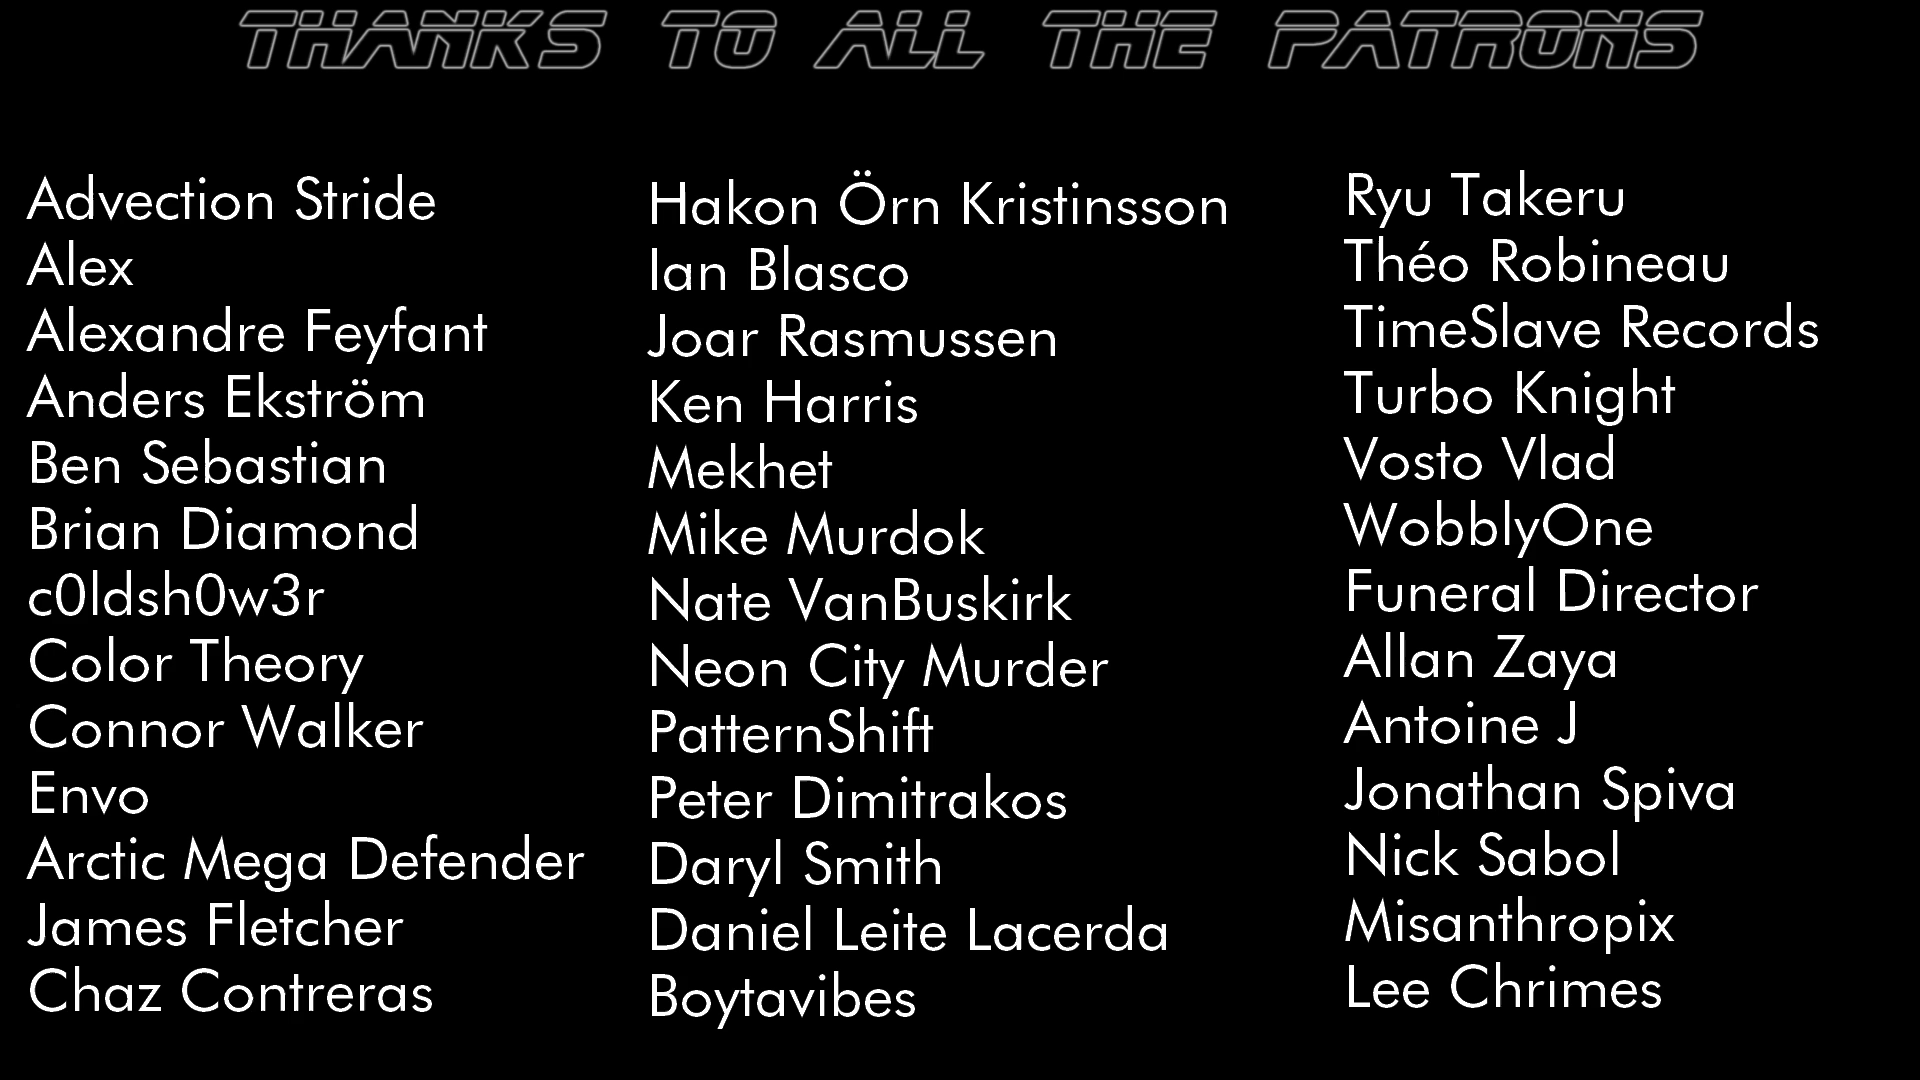 THANKS TO ALL THE PATRONS
Advection Stride
Alex
Alexandre Feyfant
Anders Ekström
Ben Sebastian
Brian Diamond
c0ldsh0w3r
Color Theory
Connor Walker
Envo
Arctic Mega Defender
James Fletcher
Chaz Contreras
Hakon Örn Kristinsson
Ian Blasco
Joar Rasmussen
Ken Harris
Mekhet
Mike Murdok
Nate VanBuskirk
Neon City Murder
PatternShift
Peter Dimitrakos
Daryl Smith
Daniel Leite Lacerda
Boytavibes
Ryu Takeru
Théo Robineau
TimeSlave Records
Turbo Knight
Vosto Vlad
WobblyOne
Funeral Director
Allan Zaya
Antoine J
Jonathan Spiva
Nick Sabol
Misanthropix
Lee Chrimes